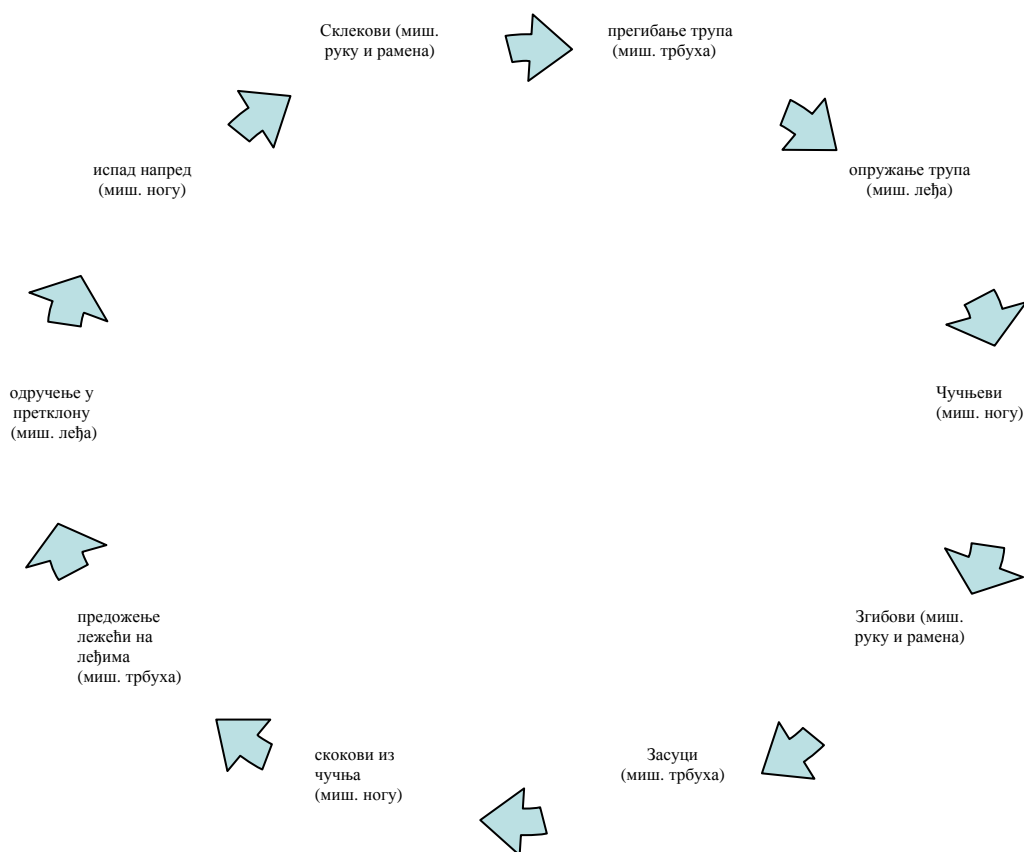 Склекови (миш.
руку и рамена)
прегибање трупа
(миш. трбуха)
опружање трупа
(миш. леђа)
Чучњеви
(миш. ногу)
Згибови (миш.
руку и рамена)
Засуци
(миш. трбуха)
скокови из
чучња
(миш. ногу)
предожење
лежећи на
леђима
(миш. трбуха)
одручење у
претклону
(миш. леђа)
испад напред
(миш. ногу)